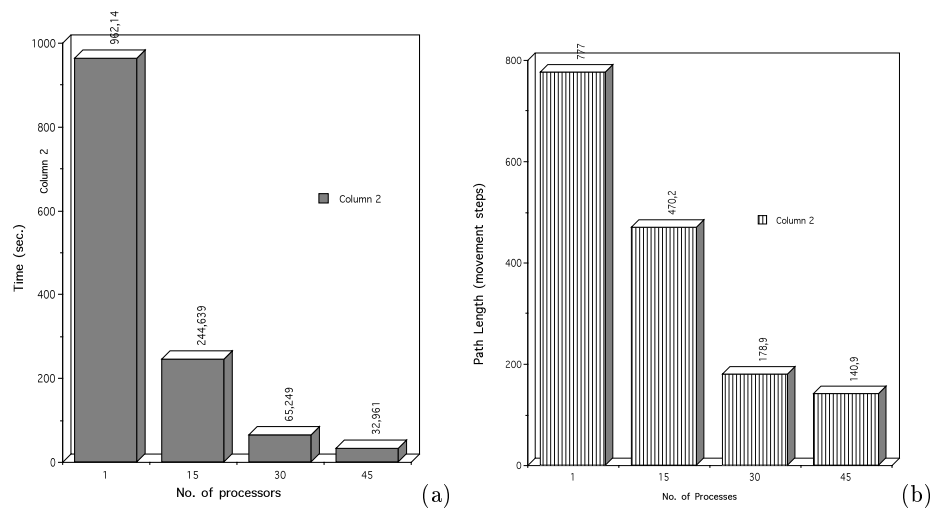 962,14
1000
800
600
400
200
0
Time (sec.)
Column 2
244,639
65,249
32,961
Column 2
1 15 30 45
No. of processors
(a)
777
800
600
400
200
0
Path Length (movement steps)
470,2
178,9
140,9
Column 2
1 15 30 45
No. of Processes
(b)